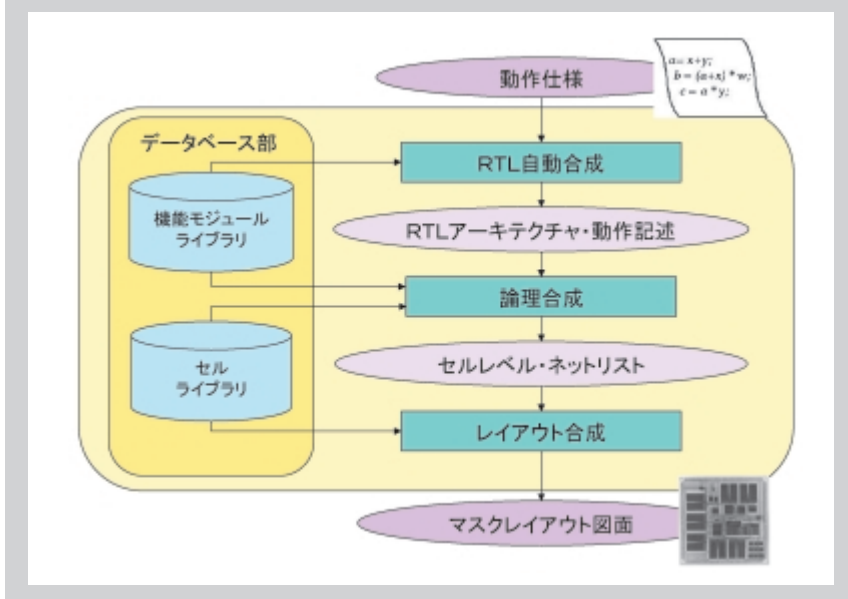 動作仕様
a= x+y;
b = (a+x) * w;
c = a * y;
データベース部
RTL自動合成
機能モジュール
ライブラリ
RTLアーキテクチャ・動作記述
論理合成
セルレベル・ネットリスト
セル
ライブラリ
レイアウト合成
マスクレイアウト図面